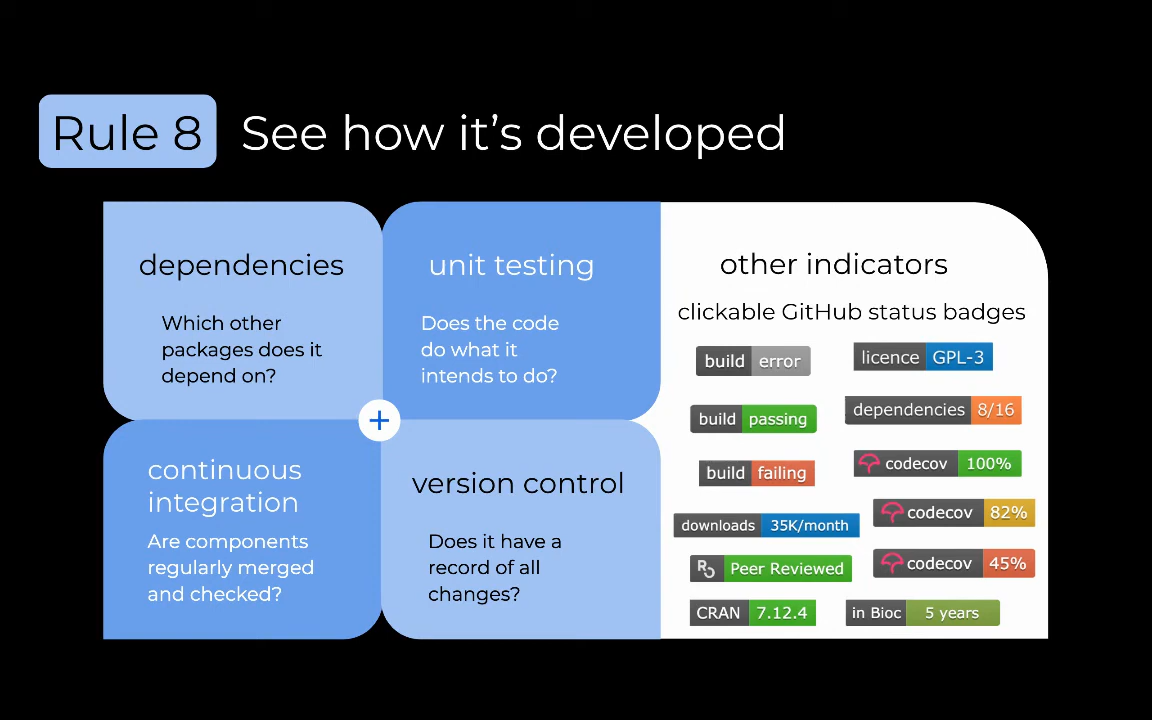 Rule 8 See how it's developed
dependencies
Which other
packages does it
depend on?
unit testing
Does the code
do what it
intends to do?
continuous
integration
Are components
regularly merged
and checked?
version control
Does it have a
record of all
changes?
+
other indicators
clickable GitHub status badges
build error
licence GPL-3
build passing
dependencies 8/16
build failing
codecov 100%
downloads 35K/month
codecov 82%
R Peer Reviewed
codecov 45%
CRAN 7.12.4
in Bioc 5 years